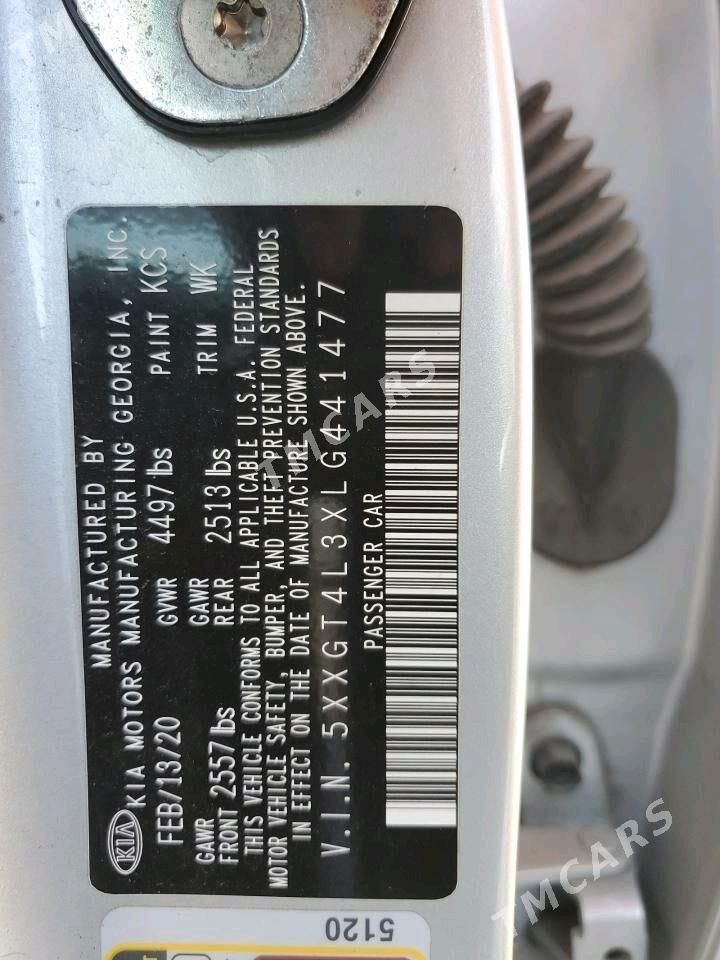 MANUFACTURED BY
KIA KIA MOTORS MANUFACTURING GEORGIA, INC.
FEB/13/20 GVWR 4497 lbs PAINT KCS
GAWR FRONT 2557 lbs GAWR REAR 2513 lbs TRIM WK
THIS VEHICLE CONFORMS TO ALL APPLICABLE U.S.A. FEDERAL
MOTOR VEHICLE SAFETY, BUMPER, AND THEFT PREVENTION STANDARDS
IN EFFECT ON THE DATE OF MANUFACTURE SHOWN ABOVE.
V.I.N. 5XXGT4L3XLG441477
PASSENGER CAR
5120
TMCARS
TMCARS
TMCARS